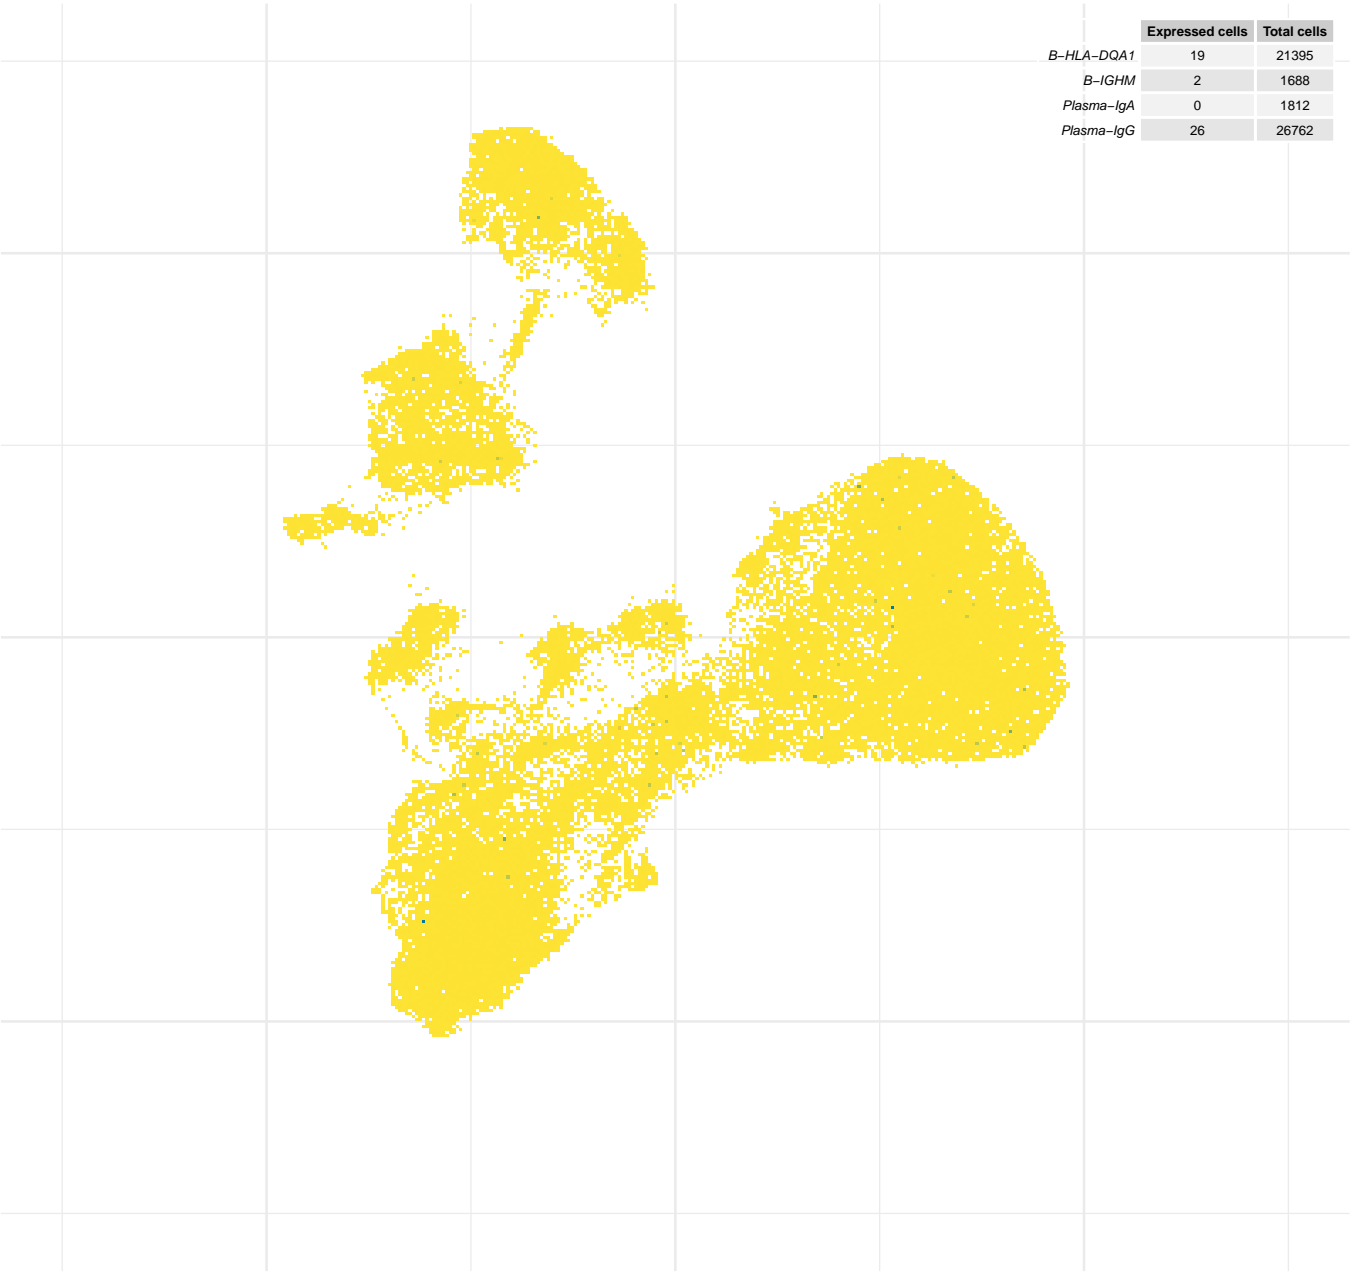 Expressed cells Total cells
B−HLA−DQA1 19 21395
B−IGHM 2 1688
Plasma−IgA 0 1812
Plasma−IgG 26 26762